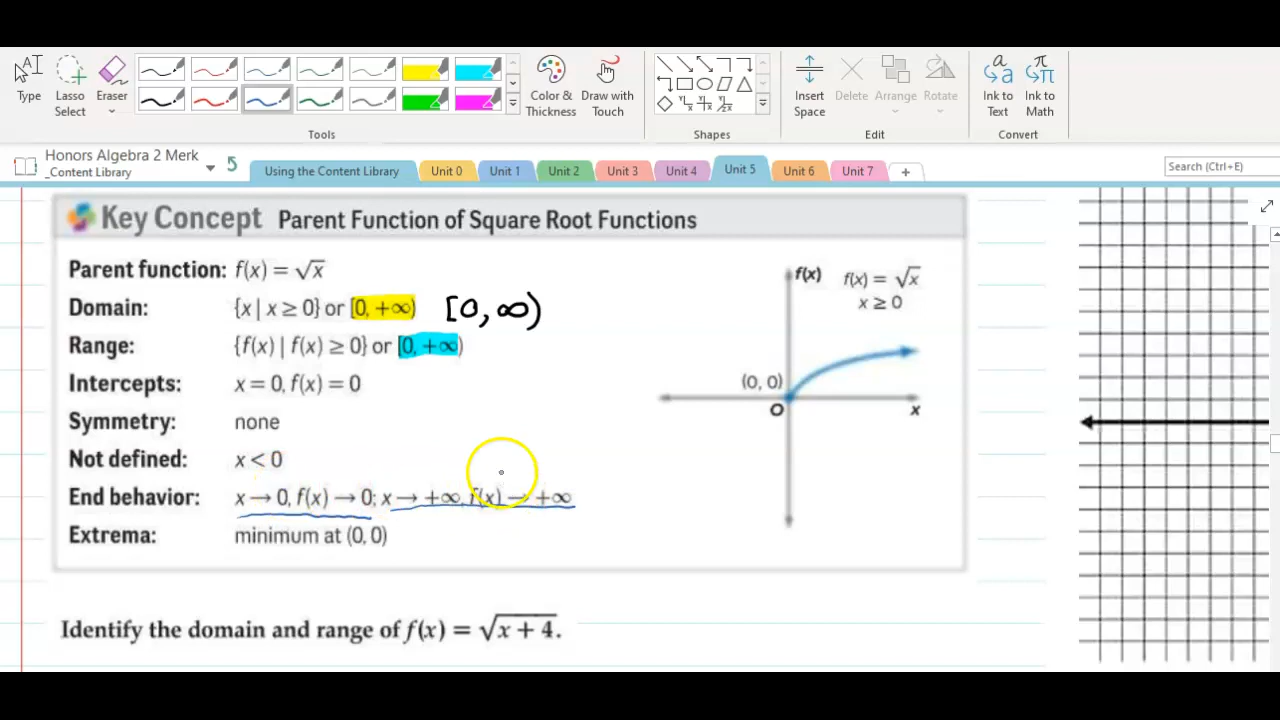 Type
Lasso Select
Eraser
Color & Thickness
Draw with Touch
Insert Space
Delete
Arrange
Rotate
Ink to Text
Ink to Math
Tools
Shapes
Edit
Convert
Honors Algebra 2 Merk
_Content Library
Using the Content Library
Unit 0
Unit 1
Unit 2
Unit 3
Unit 4
Unit 5
Unit 6
Unit 7
+
Search (Ctrl+E)
Key Concept Parent Function of Square Root Functions
Parent function: f(x) = √x
Domain: {x | x ≥ 0} or [0, +∞) [0, ∞)
Range: {f(x) | f(x) ≥ 0} or [0, +∞)
Intercepts: x = 0, f(x) = 0
Symmetry: none
Not defined: x < 0
End behavior: x → 0, f(x) → 0; x → +∞, f(x) → +∞
Extrema: minimum at (0, 0)
f(x)
f(x) = √x
x ≥ 0
(0, 0)
O
x
Identify the domain and range of f(x) = √x + 4.